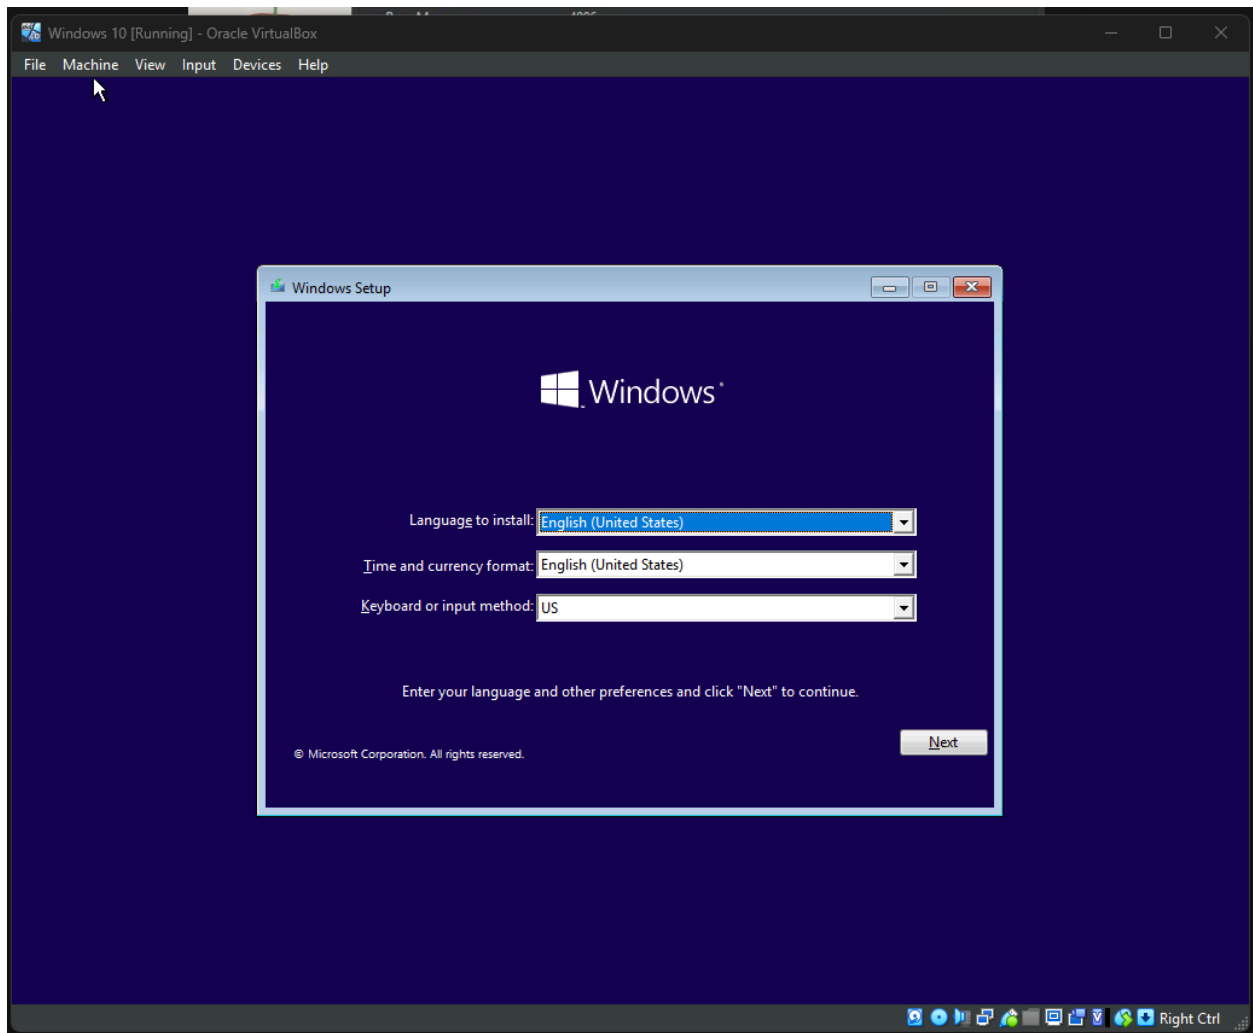 Windows 10 [Running] - Oracle VirtualBox
File Machine View Input Devices Help
Windows Setup
Windows
Language to install: English (United States)
Time and currency format: English (United States)
Keyboard or input method: US
Enter your language and other preferences and click "Next" to continue.
Next
© Microsoft Corporation. All rights reserved.
Right Ctrl